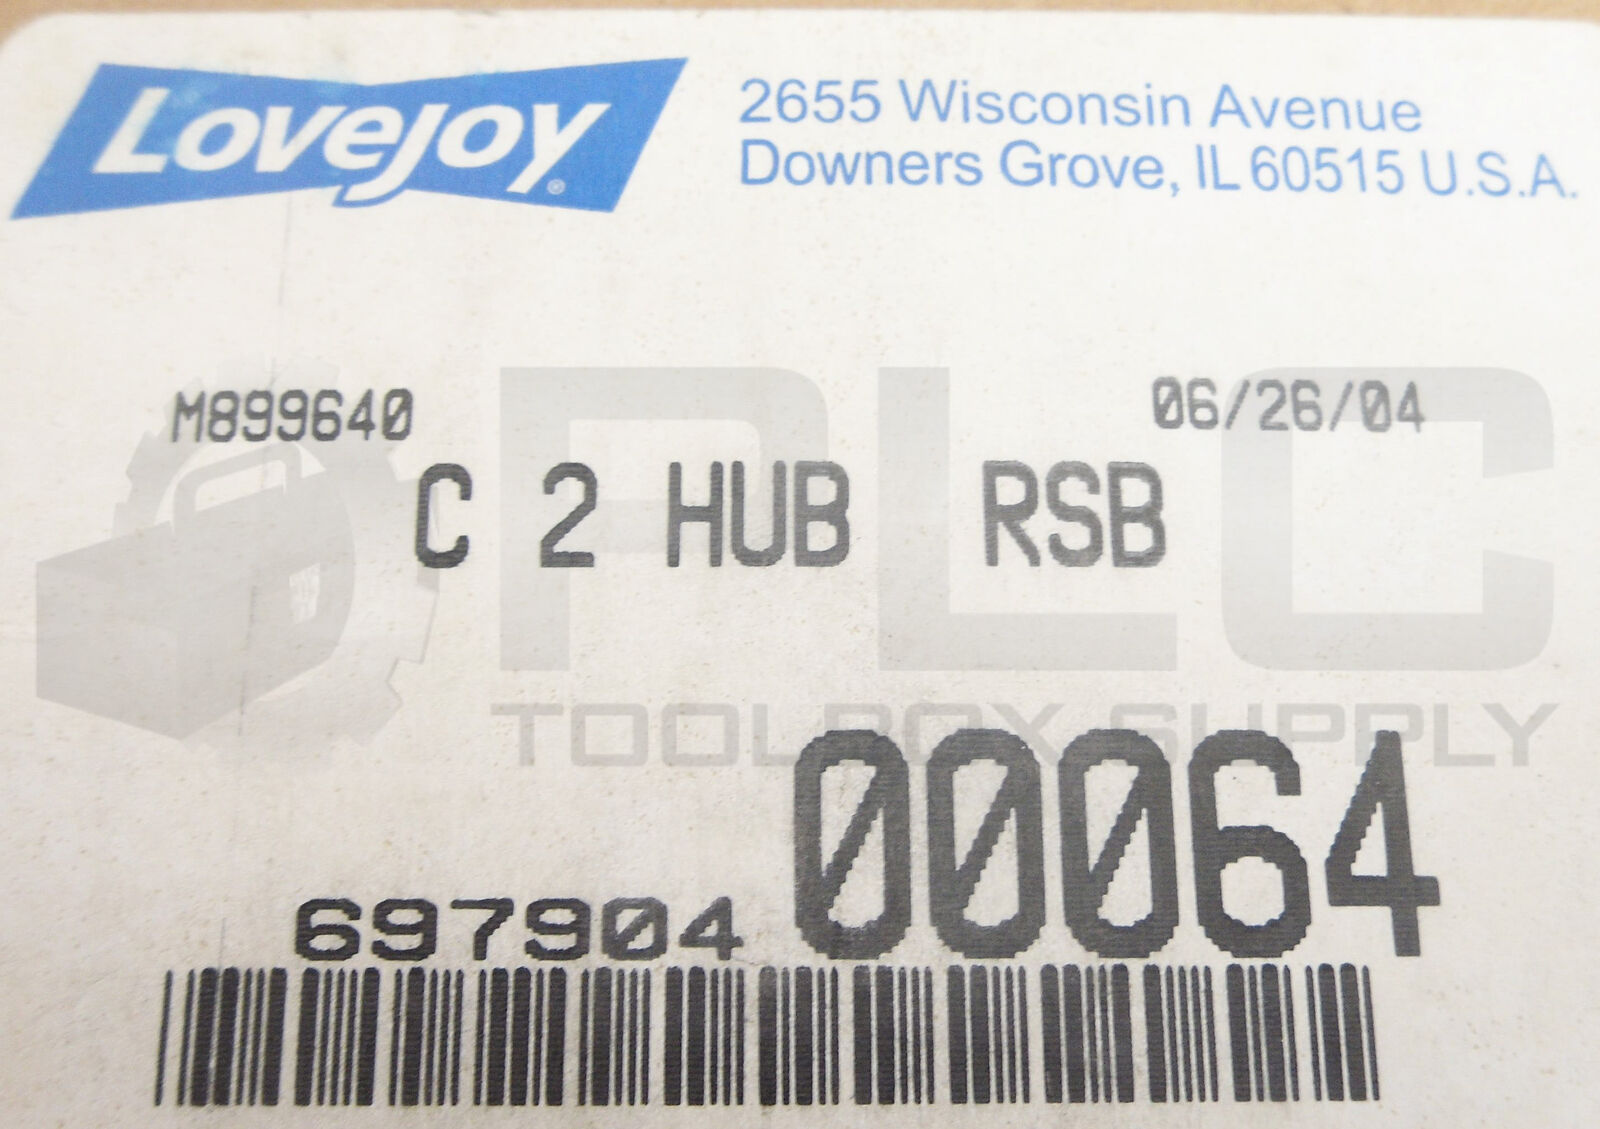 Lovejoy®
2655 Wisconsin Avenue
Downers Grove, IL 60515 U.S.A.
M899640 06/26/04
C 2 HUB RSB
PLC
TOOLBOX SUPPLY
697904 00064